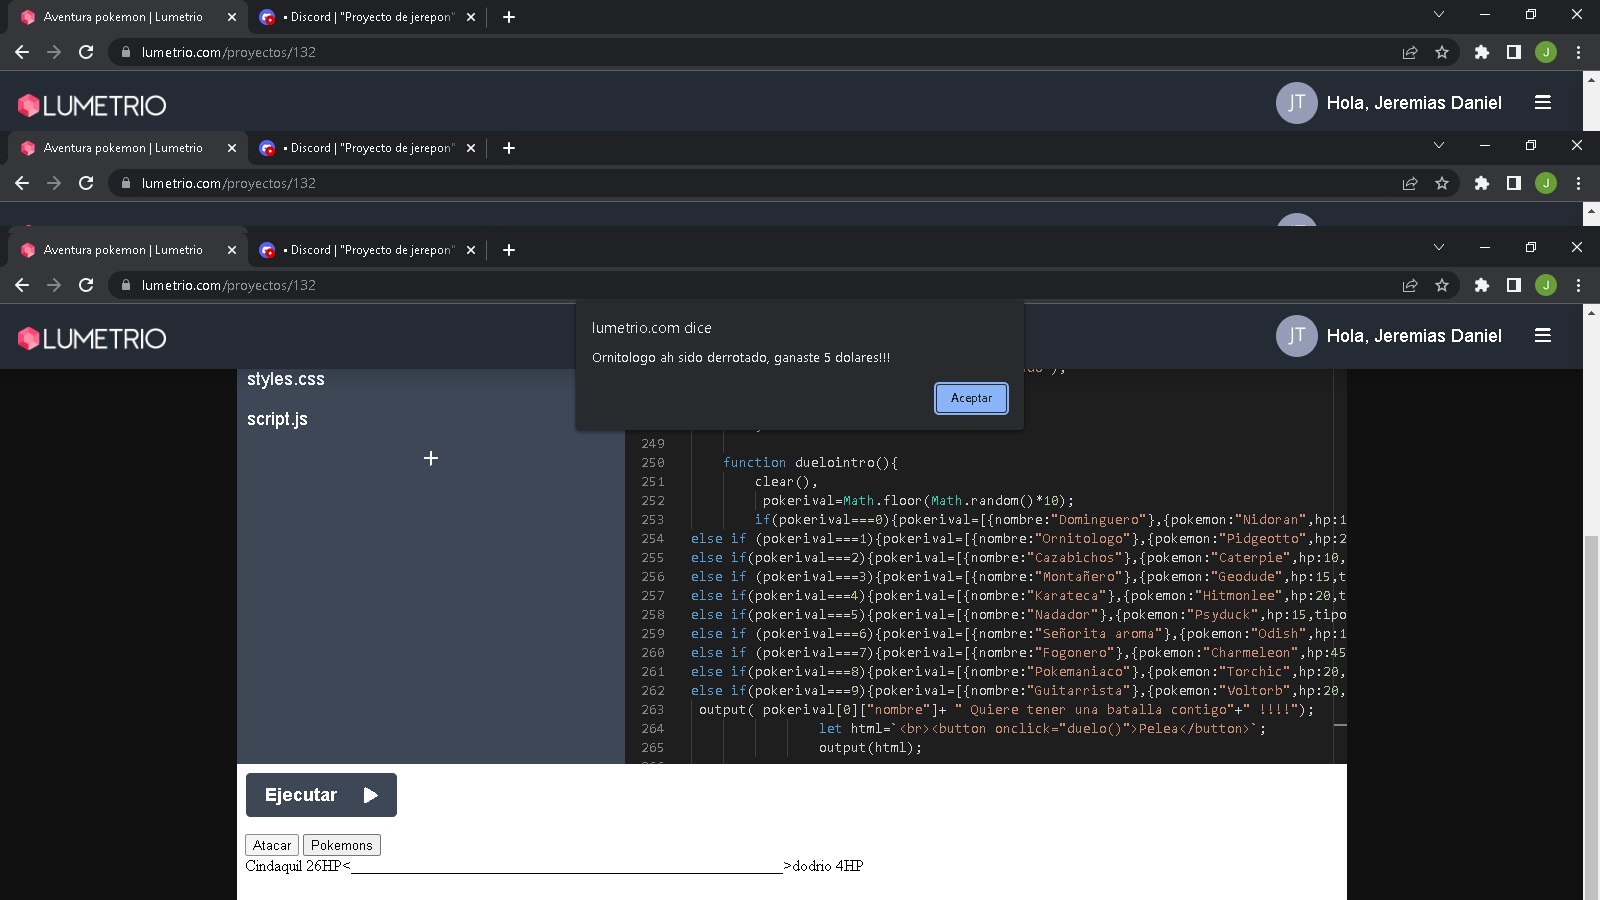 Aventura pokemon | Lumetrio
• Discord | "Proyecto de jerepon"
lumetrio.com/proyectos/132
J
LUMETRIO
JT
Hola, Jeremias Daniel
Aventura pokemon | Lumetrio
• Discord | "Proyecto de jerepon"
lumetrio.com/proyectos/132
J
Aventura pokemon | Lumetrio
• Discord | "Proyecto de jerepon"
lumetrio.com/proyectos/132
J
LUMETRIO
JT
Hola, Jeremias Daniel
lumetrio.com dice
Ornitologo ah sido derrotado, ganaste 5 dolares!!!
Aceptar
styles.css
script.js
249
250 function duelointro(){
251 clear(),
252 pokerival=Math.floor(Math.random()*10);
253 if(pokerival===0){pokerival=[{nombre:"Dominguero"},{pokemon:"Nidoran",hp:1
254 else if (pokerival===1){pokerival=[{nombre:"Ornitologo"},{pokemon:"Pidgeotto",hp:2
255 else if(pokerival===2){pokerival=[{nombre:"Cazabichos"},{pokemon:"Caterpie",hp:10,
256 else if (pokerival===3){pokerival=[{nombre:"Montañero"},{pokemon:"Geodude",hp:15,t
257 else if(pokerival===4){pokerival=[{nombre:"Karateca"},{pokemon:"Hitmonlee",hp:20,t
258 else if(pokerival===5){pokerival=[{nombre:"Nadador"},{pokemon:"Psyduck",hp:15,tipo
259 else if (pokerival===6){pokerival=[{nombre:"Señorita aroma"},{pokemon:"Odish",hp:1
260 else if (pokerival===7){pokerival=[{nombre:"Fogonero"},{pokemon:"Charmeleon",hp:45
261 else if(pokerival===8){pokerival=[{nombre:"Pokemaniaco"},{pokemon:"Torchic",hp:20,
262 else if(pokerival===9){pokerival=[{nombre:"Guitarrista"},{pokemon:"Voltorb",hp:20,
263 output( pokerival[0]["nombre"]+ " Quiere tener una batalla contigo"+" !!!!");
264 let html=`<br><button onclick="duelo()">Pelea</button>`;
265 output(html);
Ejecutar
Atacar Pokemons
Cindaquil 26HP<______________________________________________________>dodrio 4HP